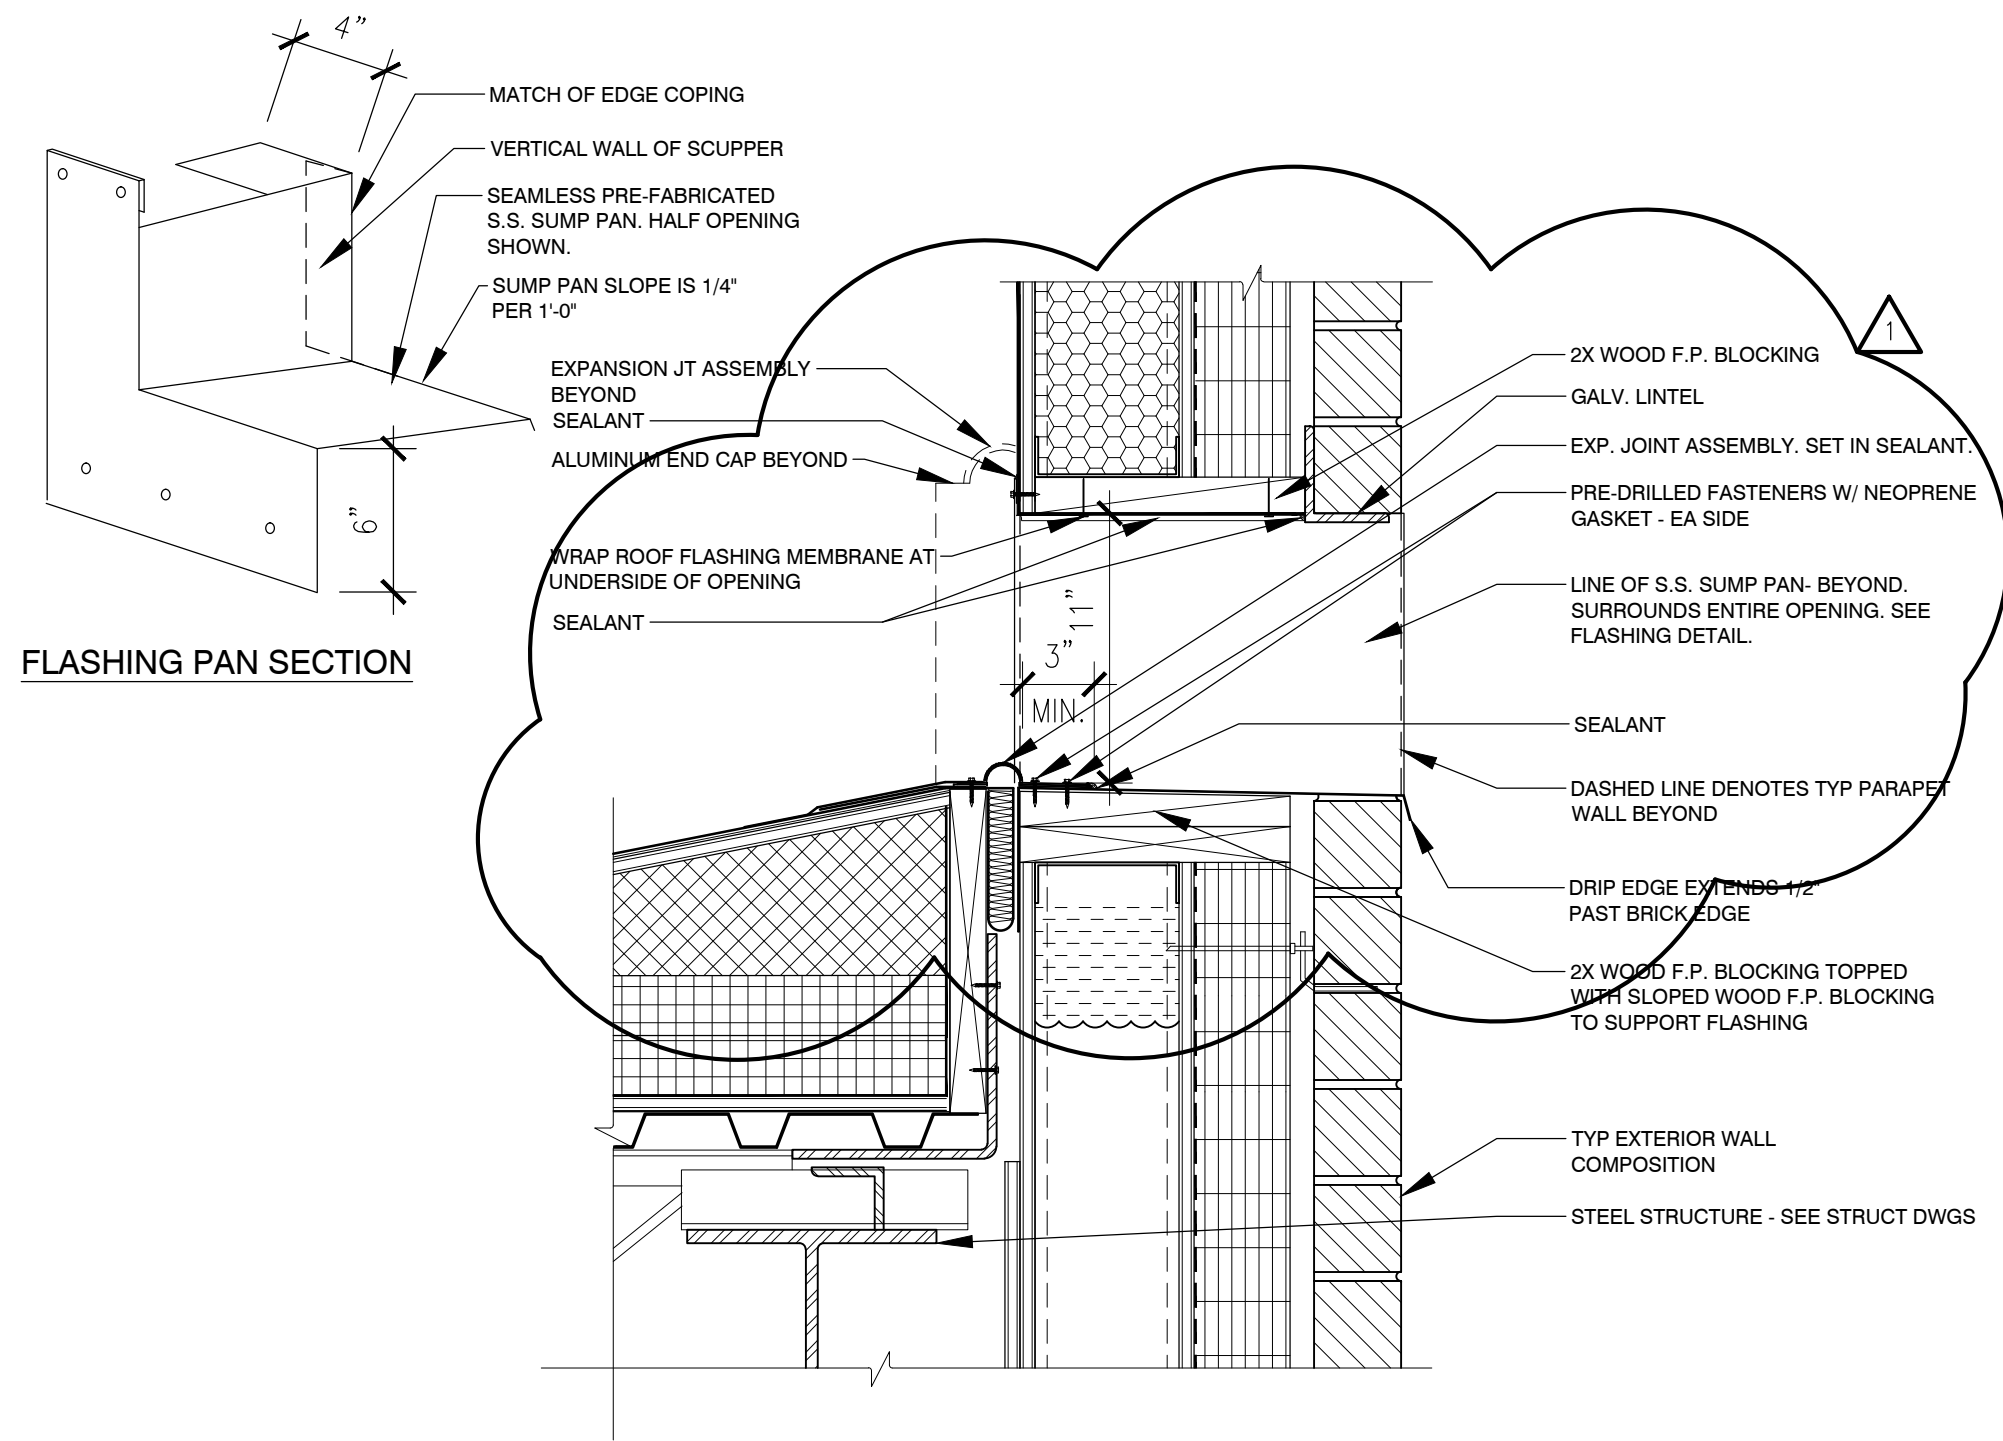 4"
MATCH OF EDGE COPING
VERTICAL WALL OF SCUPPER
SEAMLESS PRE-FABRICATED
S.S. SUMP PAN. HALF OPENING
SHOWN.
SUMP PAN SLOPE IS 1/4"
PER 1'-0"
6"
FLASHING PAN SECTION
EXPANSION JT ASSEMBLY
BEYOND
SEALANT
ALUMINUM END CAP BEYOND
WRAP ROOF FLASHING MEMBRANE AT
UNDERSIDE OF OPENING
SEALANT
11"
3"
MIN.
1
2X WOOD F.P. BLOCKING
GALV. LINTEL
EXP. JOINT ASSEMBLY. SET IN SEALANT.
PRE-DRILLED FASTENERS W/ NEOPRENE
GASKET - EA SIDE
LINE OF S.S. SUMP PAN- BEYOND.
SURROUNDS ENTIRE OPENING. SEE
FLASHING DETAIL.
SEALANT
DASHED LINE DENOTES TYP PARAPET
WALL BEYOND
DRIP EDGE EXTENDS 1/2"
PAST BRICK EDGE
2X WOOD F.P. BLOCKING TOPPED
WITH SLOPED WOOD F.P. BLOCKING
TO SUPPORT FLASHING
TYP EXTERIOR WALL
COMPOSITION
STEEL STRUCTURE - SEE STRUCT DWGS